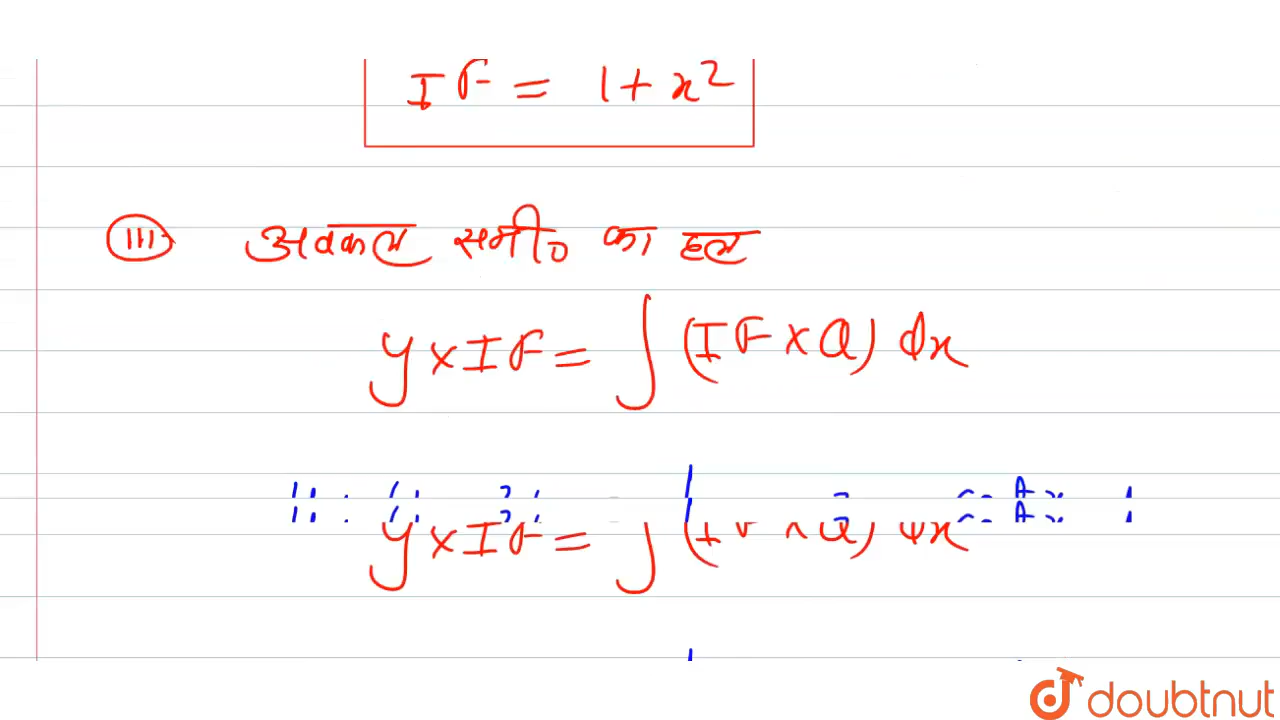 IF = 1 + x²
(III) अवकल समी० का हल
y × IF = ∫ (IF × Q) dx
y × IF = ∫
doubtnut